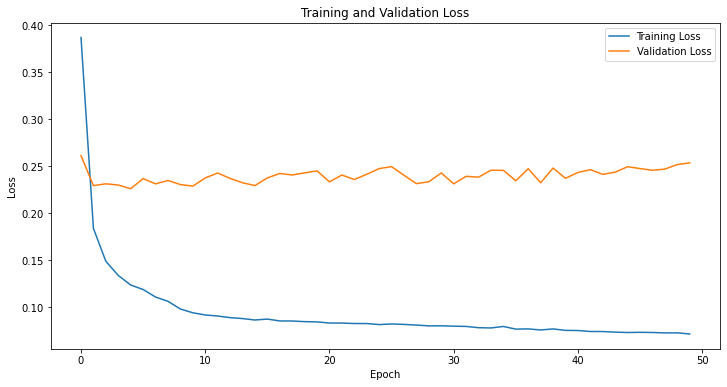 Training and Validation Loss
Training Loss
Validation Loss
0.40
0.35
0.30
0.25
0.20
0.15
0.10
Loss
0
10
20
30
40
50
Epoch